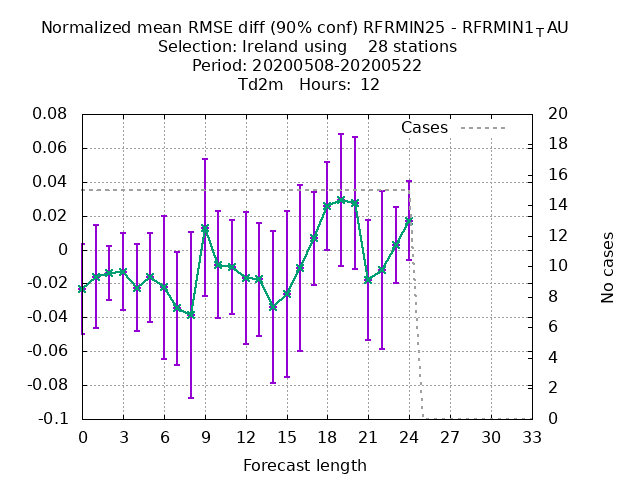 Normalized mean RMSE diff (90% conf) RFRMIN25 - RFRMIN1_TAU
Selection: Ireland using    28 stations
Period: 20200508-20200522
Td2m   Hours:  12
Cases
0.08
0.06
0.04
0.02
0
-0.02
-0.04
-0.06
-0.08
-0.1
20
18
16
14
12
10
8
6
4
2
0
No cases
0 3 6 9 12 15 18 21 24 27 30 33
Forecast length